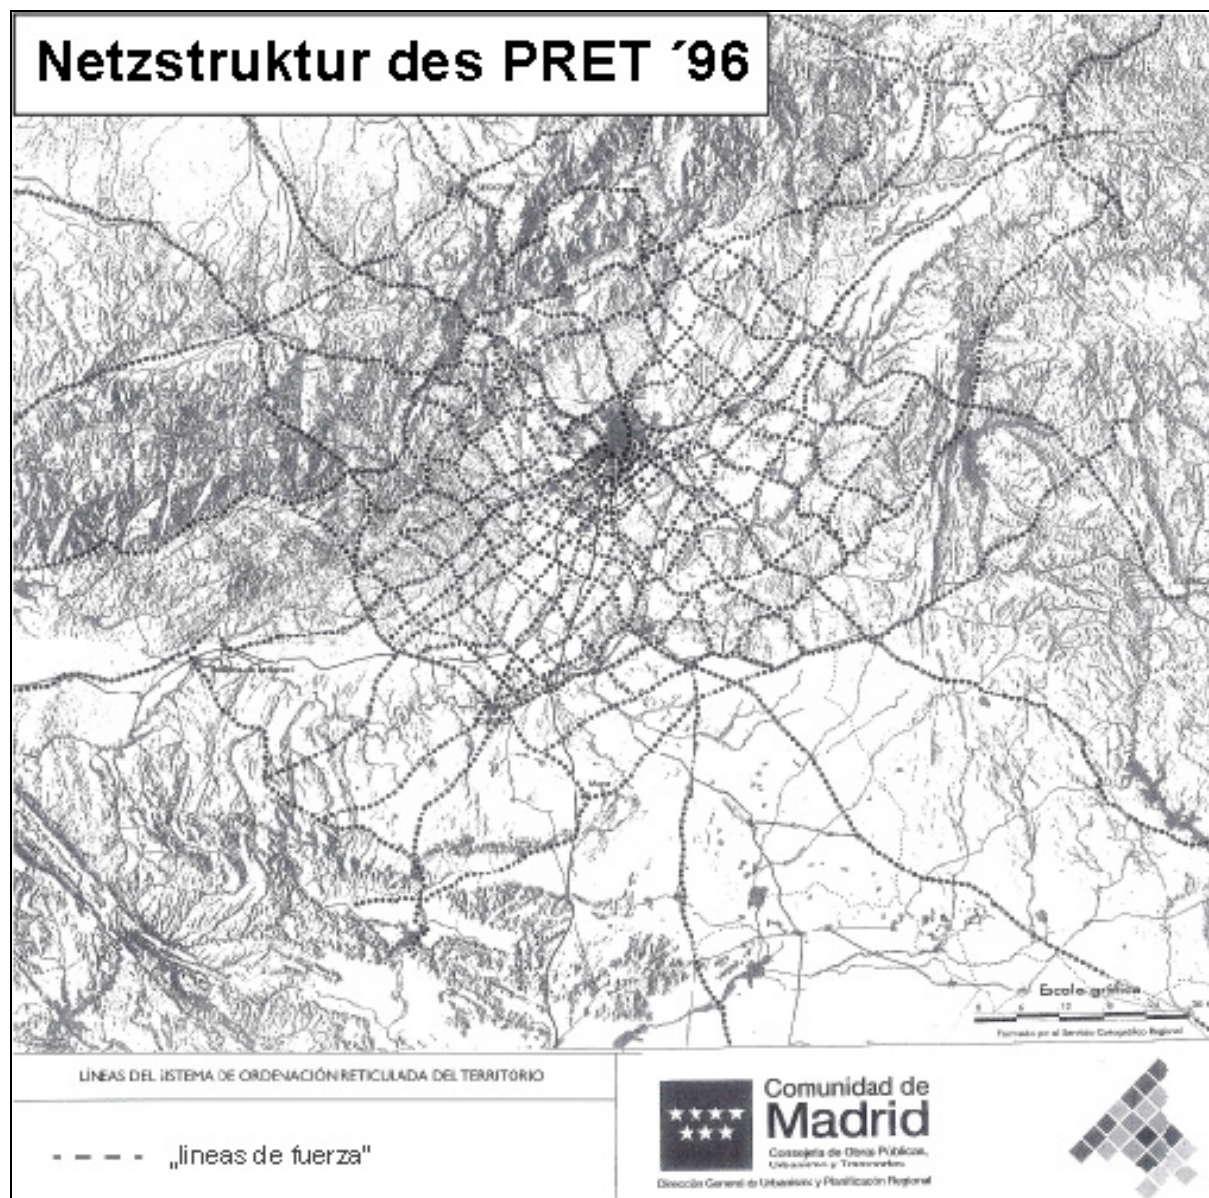 Netzstruktur des PRET ´96
Escala gráfica
Formado por el Servicio Cartográfico Regional
LÍNEAS DEL SISTEMA DE ORDENACIÓN RETICULADA DEL TERRITORIO
„lineas de fuerza"
Comunidad de
Madrid
Consejería de Obras Públicas,
Urbanismo y Transportes
Dirección General de Urbanismo y Planificación Regional